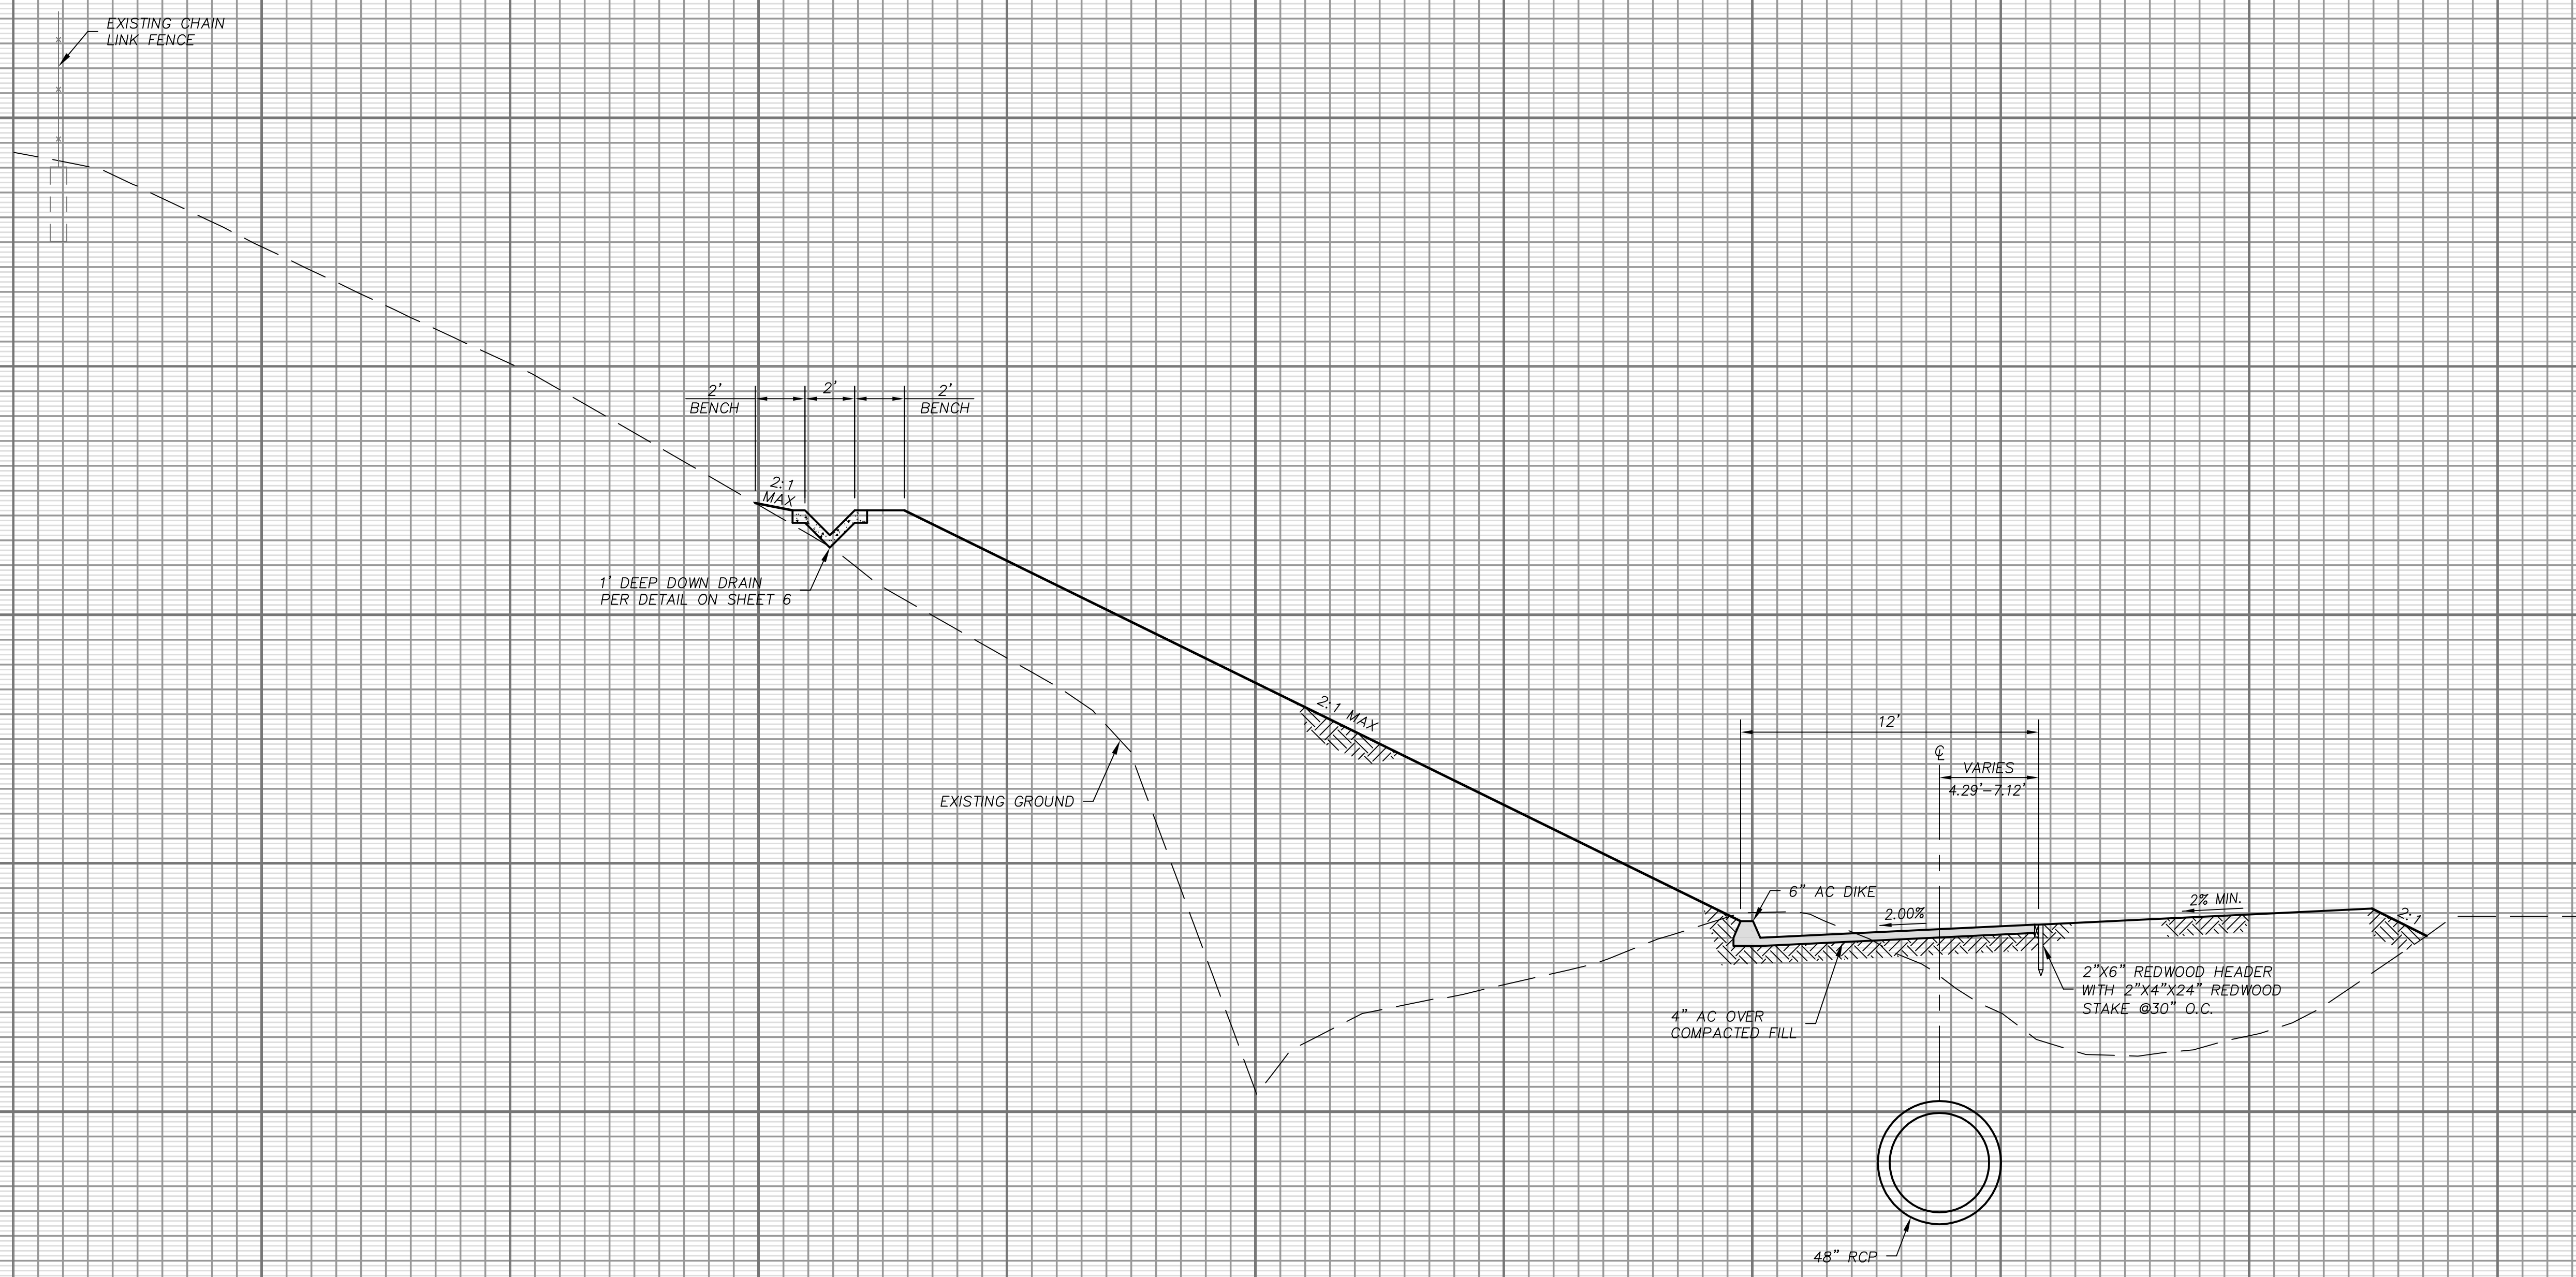 EXISTING CHAIN
LINK FENCE
2'
BENCH
2'
2'
BENCH
2:1
MAX
1' DEEP DOWN DRAIN
PER DETAIL ON SHEET 6
2:1 MAX
EXISTING GROUND
12'
℄
VARIES
4.29'-7.12'
6" AC DIKE
2.00%
2% MIN.
2:1
2"X6" REDWOOD HEADER
WITH 2"X4"X24" REDWOOD
STAKE @30" O.C.
4" AC OVER
COMPACTED FILL
48" RCP